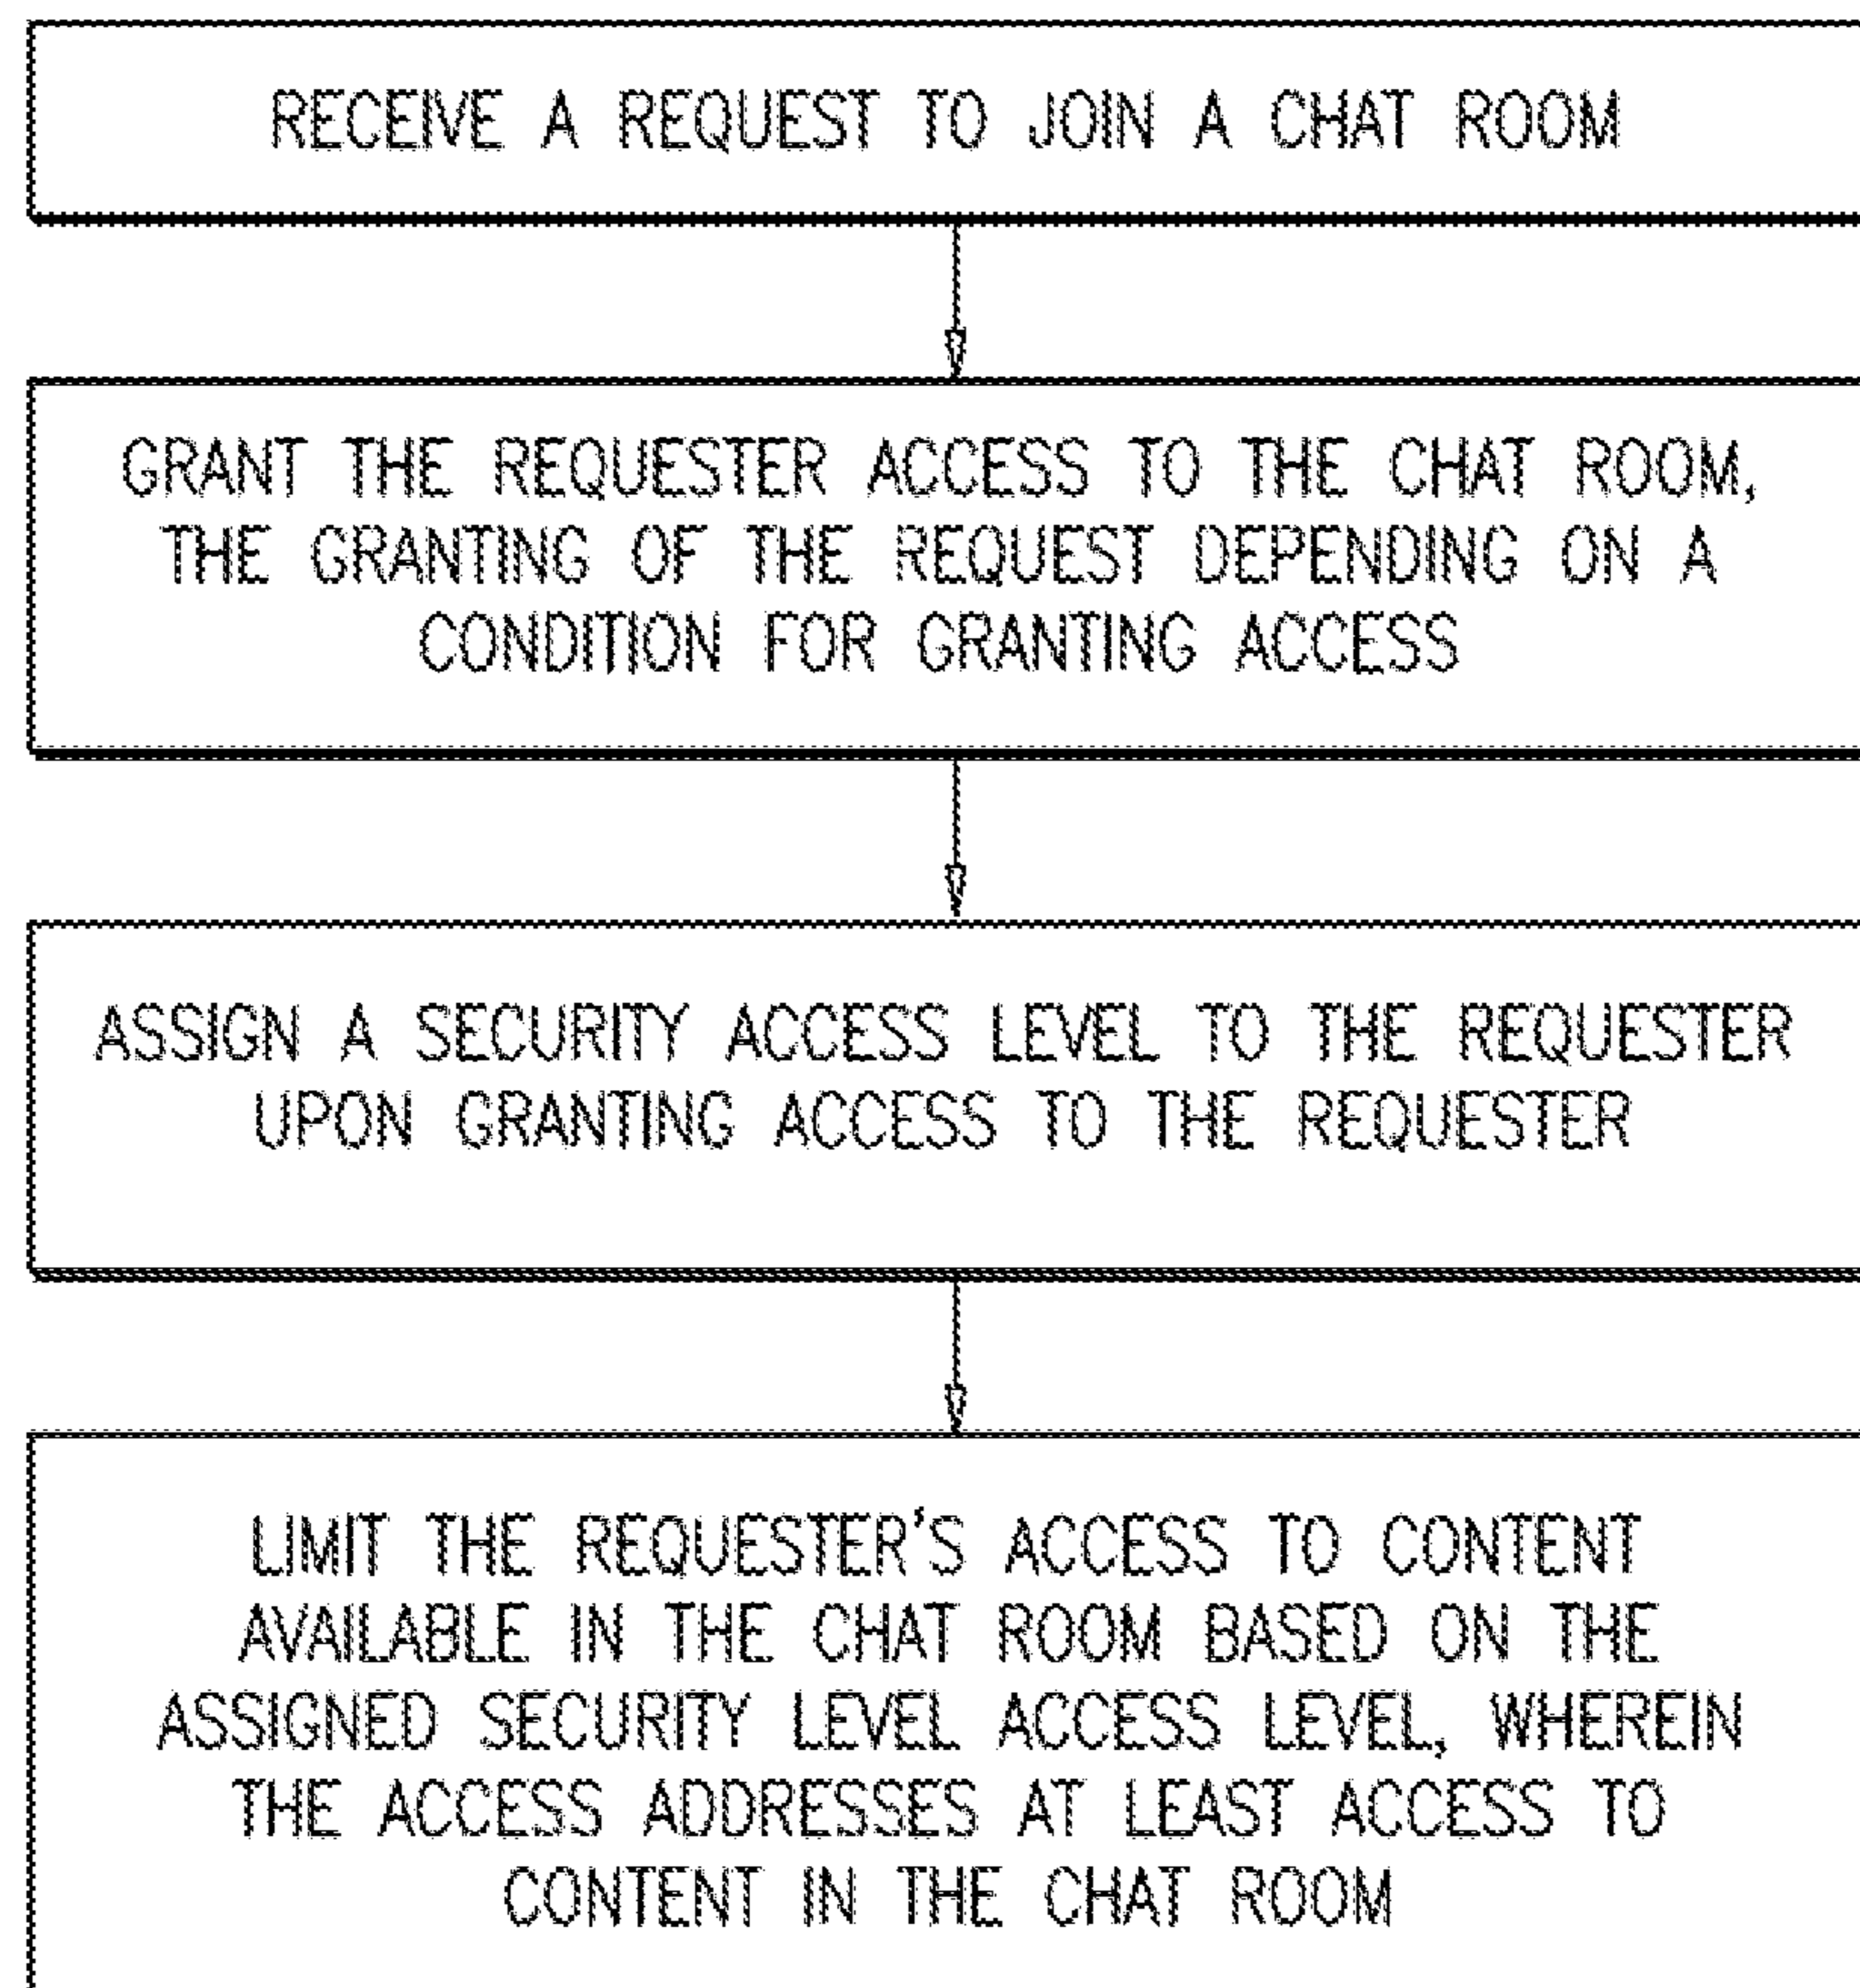 RECEIVE A REQUEST TO JOIN A CHAT ROOM
GRANT THE REQUESTER ACCESS TO THE CHAT ROOM,
THE GRANTING OF THE REQUEST DEPENDING ON A
CONDITION FOR GRANTING ACCESS
ASSIGN A SECURITY ACCESS LEVEL TO THE REQUESTER
UPON GRANTING ACCESS TO THE REQUESTER
LIMIT THE REQUESTER'S ACCESS TO CONTENT
AVAILABLE IN THE CHAT ROOM BASED ON THE
ASSIGNED SECURITY LEVEL ACCESS LEVEL, WHEREIN
THE ACCESS ADDRESSES AT LEAST ACCESS TO
CONTENT IN THE CHAT ROOM